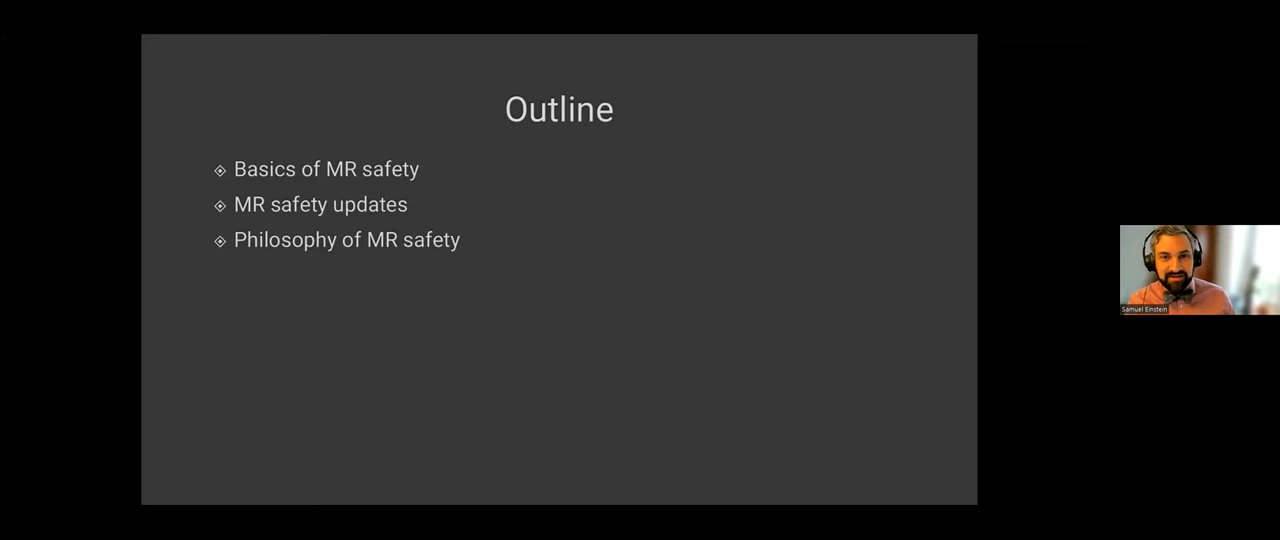 Outline
Basics of MR safety
MR safety updates
Philosophy of MR safety
Samuel Einstein